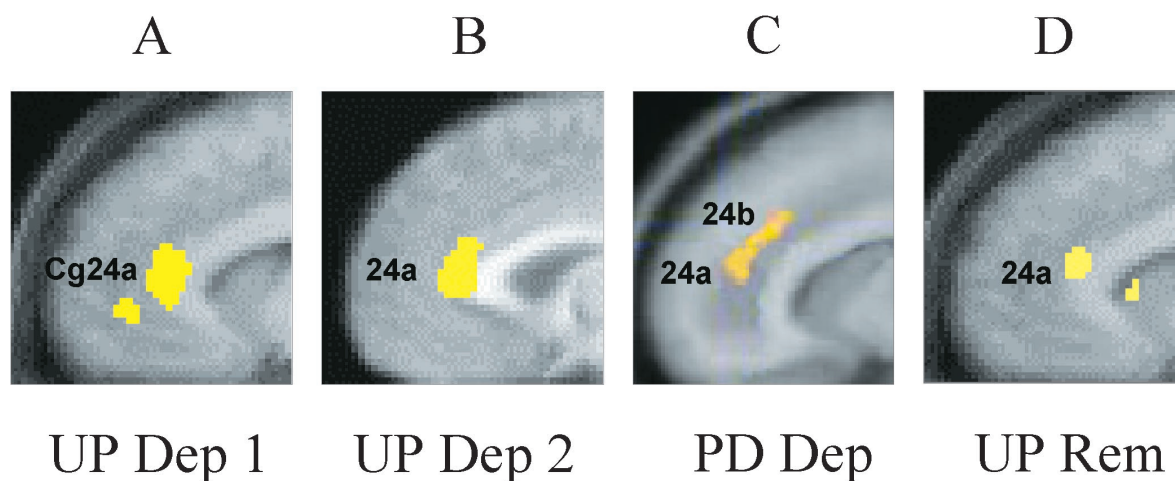 A B C D
Cg24a
24a
24b
24a
24a
UP Dep 1 UP Dep 2 PD Dep UP Rem